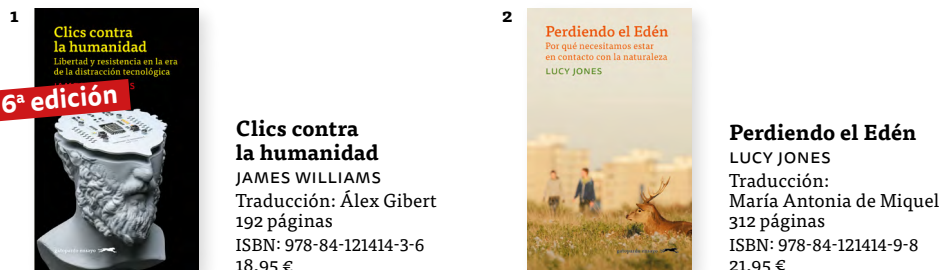 1
Clics contra
la humanidad
Libertad y resistencia en la era
de la distracción tecnológica
6ª edición
Clics contra
la humanidad
JAMES WILLIAMS
Traducción: Álex Gibert
192 páginas
ISBN: 978-84-121414-3-6
18,95 €
2
Perdiendo el Edén
Por qué necesitamos estar
en contacto con la naturaleza
LUCY JONES
Perdiendo el Edén
LUCY JONES
Traducción:
María Antonia de Miquel
312 páginas
ISBN: 978-84-121414-9-8
21,95 €